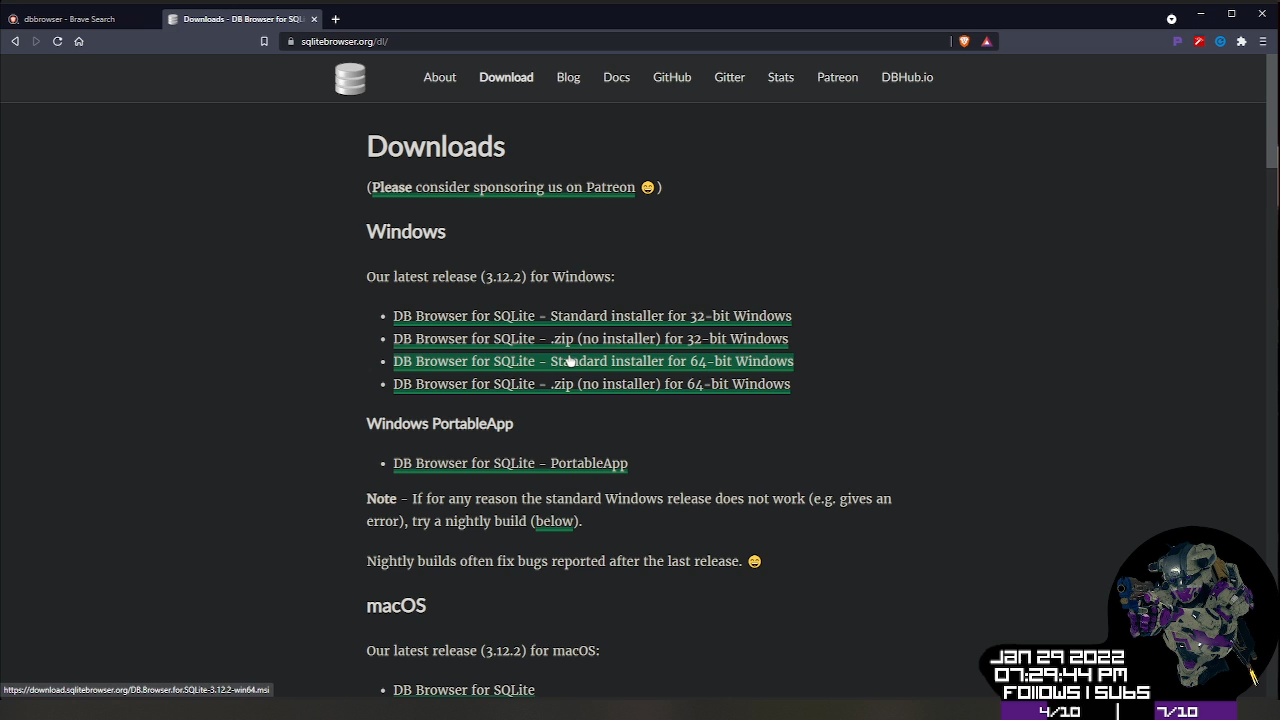 dbbrowser - Brave Search
Downloads - DB Browser for SQLi
sqlitebrowser.org/dl/
About
Download
Blog
Docs
GitHub
Gitter
Stats
Patreon
DBHub.io
Downloads
(Please consider sponsoring us on Patreon 😄)
Windows
Our latest release (3.12.2) for Windows:
• DB Browser for SQLite - Standard installer for 32-bit Windows
• DB Browser for SQLite - .zip (no installer) for 32-bit Windows
• DB Browser for SQLite - Standard installer for 64-bit Windows
• DB Browser for SQLite - .zip (no installer) for 64-bit Windows
Windows PortableApp
• DB Browser for SQLite - PortableApp
Note - If for any reason the standard Windows release does not work (e.g. gives an
error), try a nightly build (below).
Nightly builds often fix bugs reported after the last release. 😄
macOS
Our latest release (3.12.2) for macOS:
• DB Browser for SQLite
https://download.sqlitebrowser.org/DB.Browser.for.SQLite-3.12.2-win64.msi
Jan 29 2022
07:29:44 PM
Follows | Subs
4/10 | 7/10